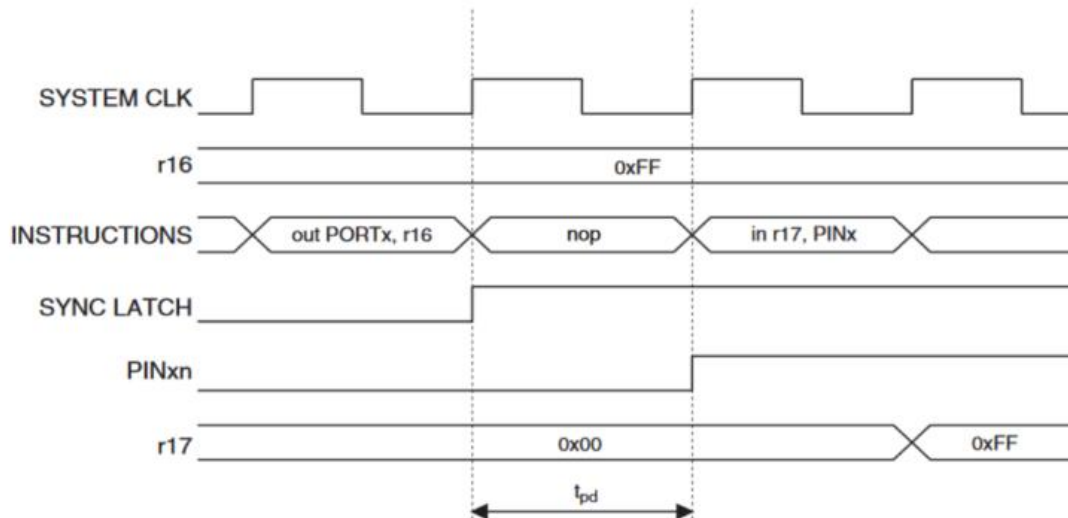 SYSTEM CLK
r16
0xFF
INSTRUCTIONS
out PORTx, r16
nop
in r17, PINx
SYNC LATCH
PINxn
r17
0x00
0xFF
tpd